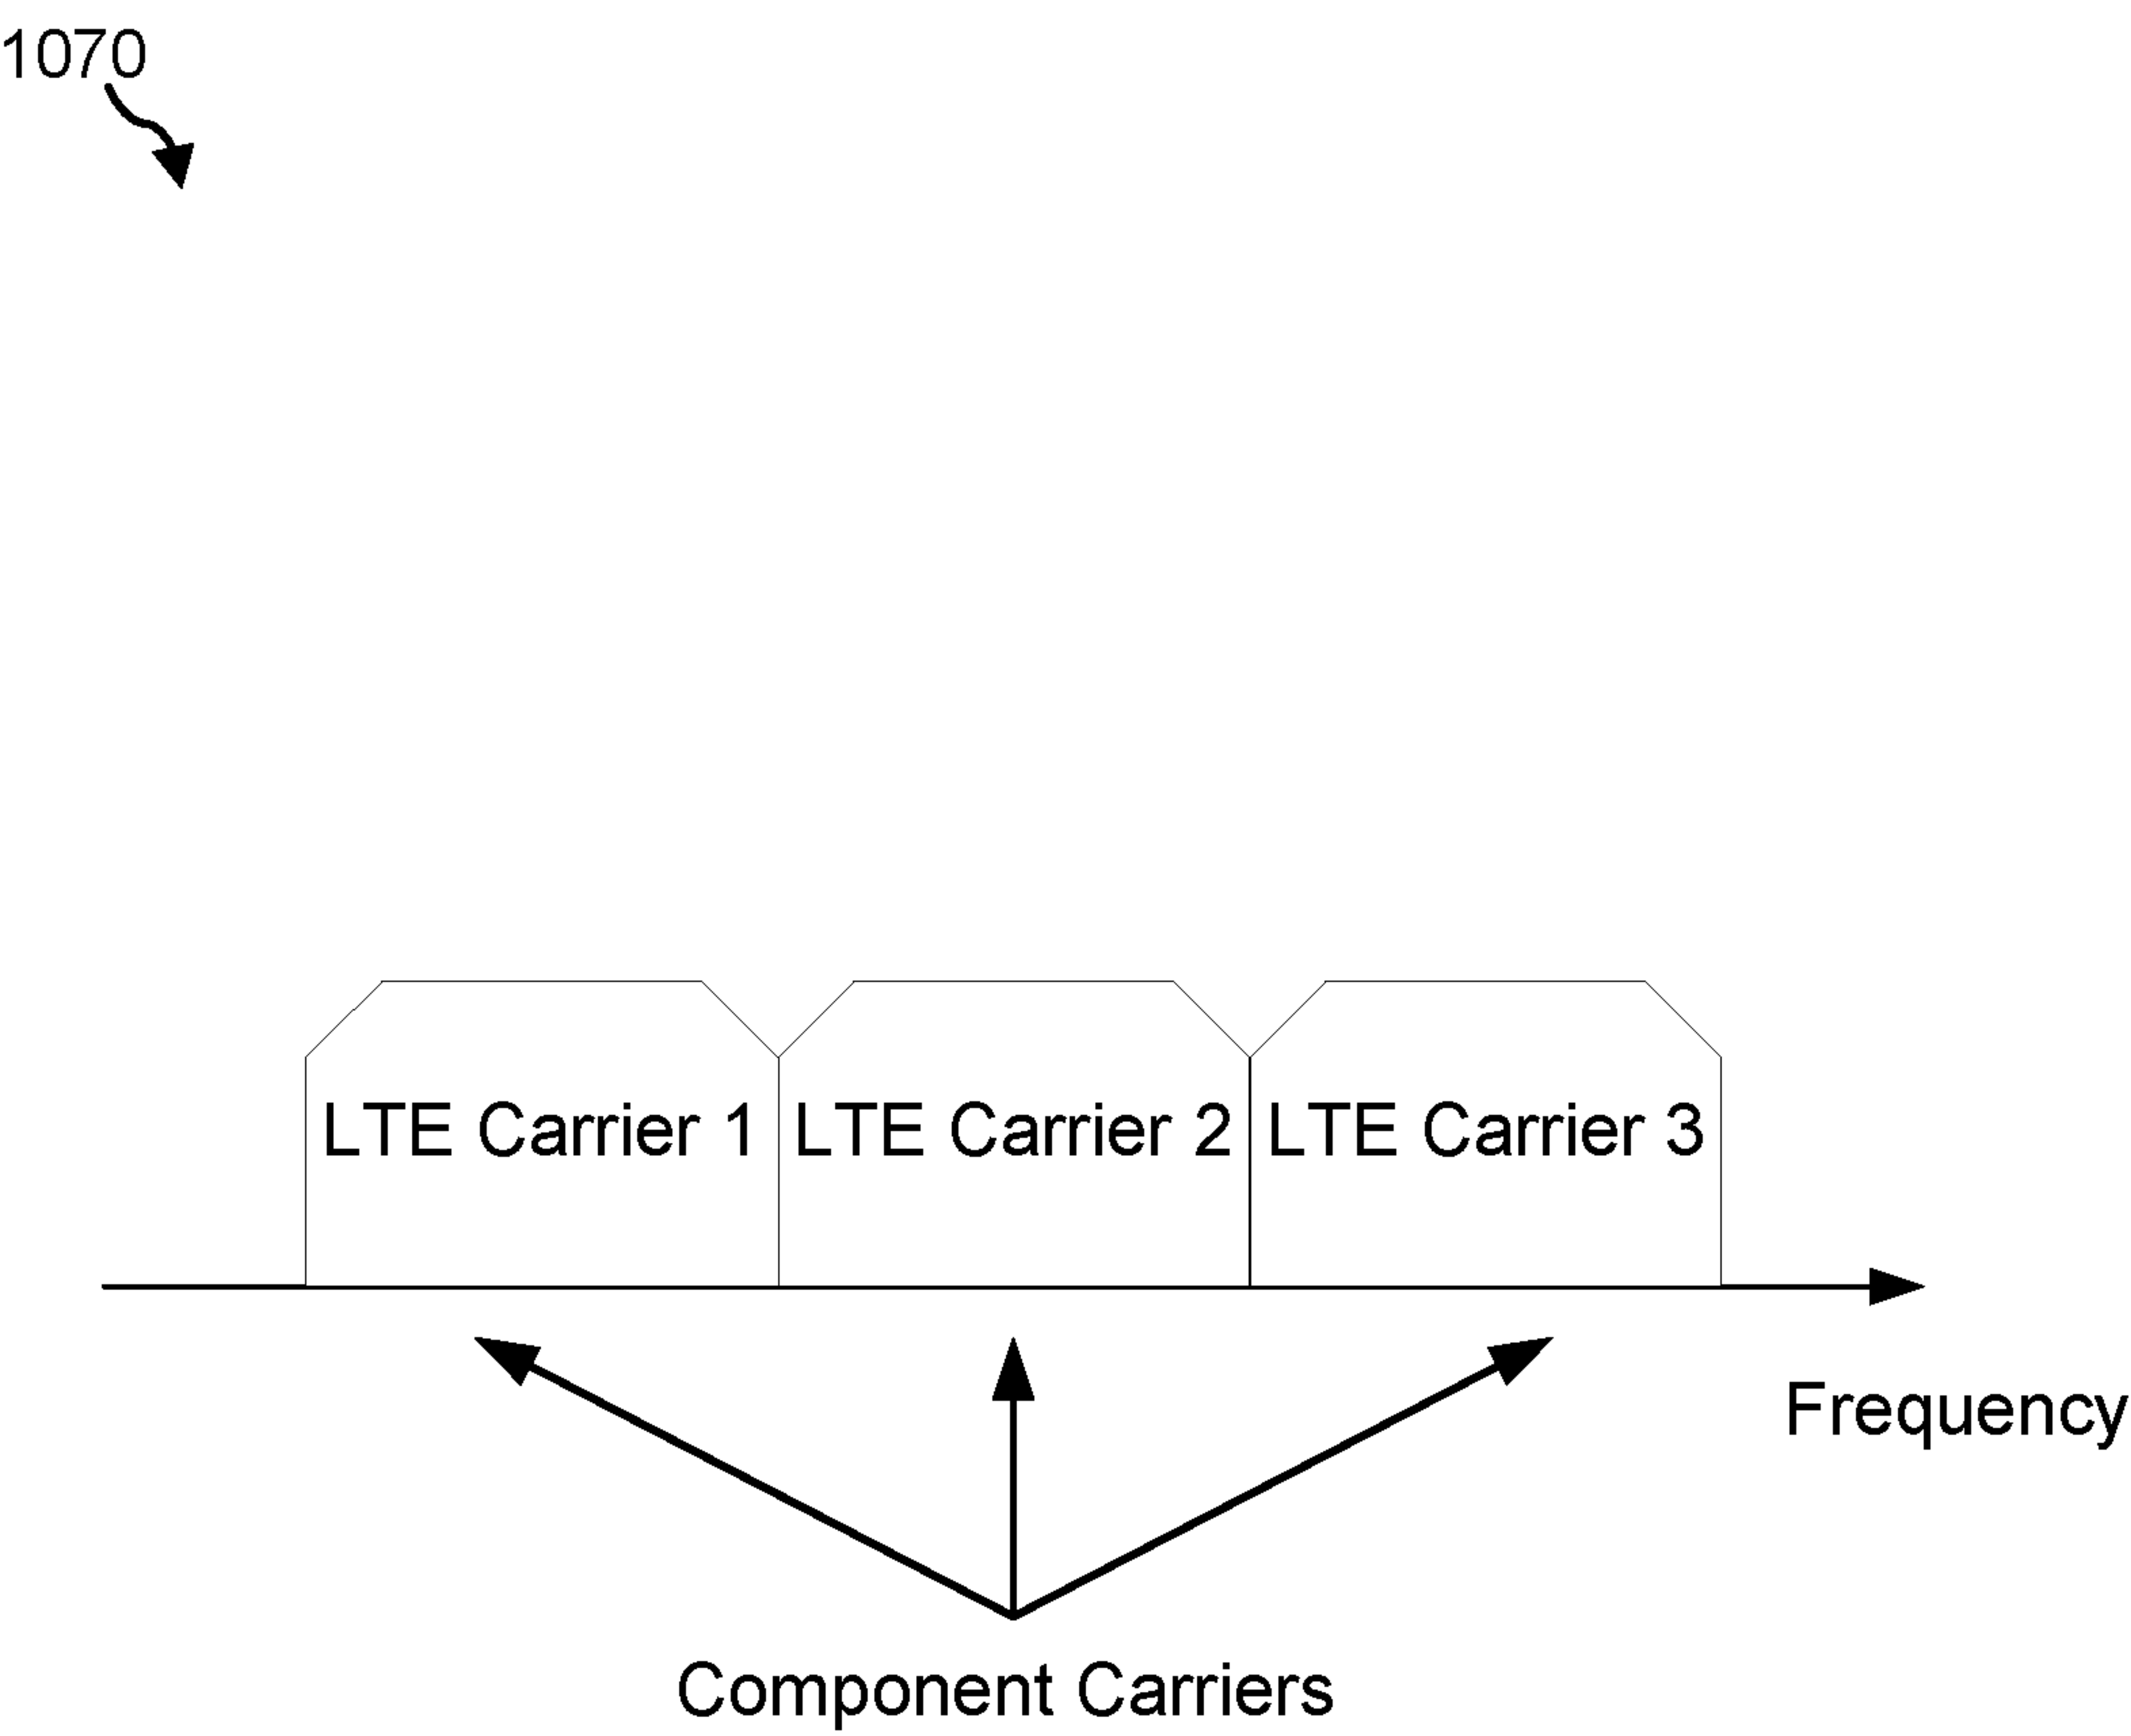 1070
LTE Carrier 1 LTE Carrier 2 LTE Carrier 3
Frequency
Component Carriers